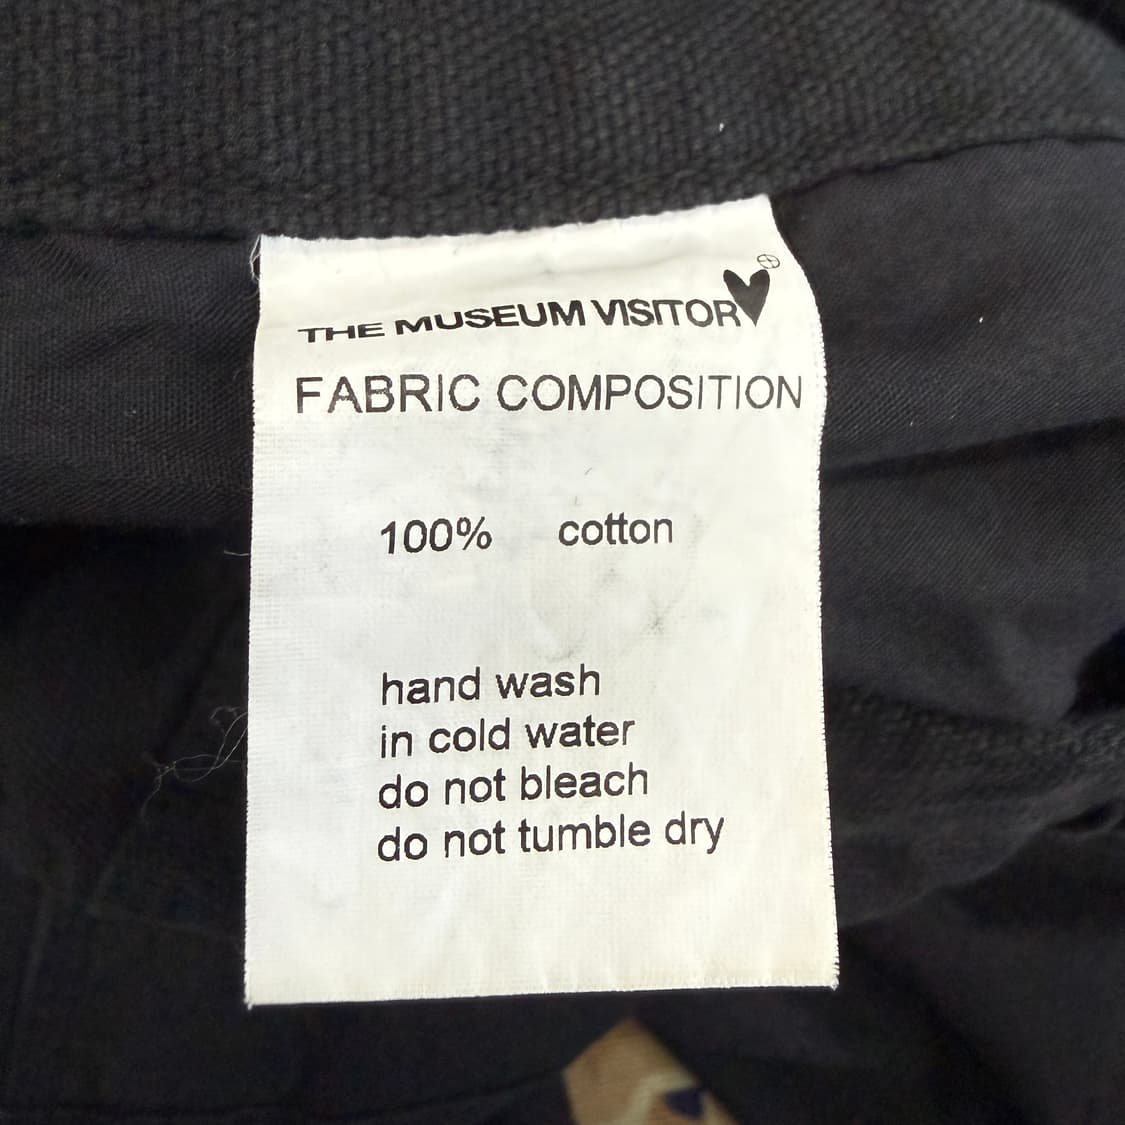 THE MUSEUM VISITOR
FABRIC COMPOSITION
100% cotton
hand wash
in cold water
do not bleach
do not tumble dry